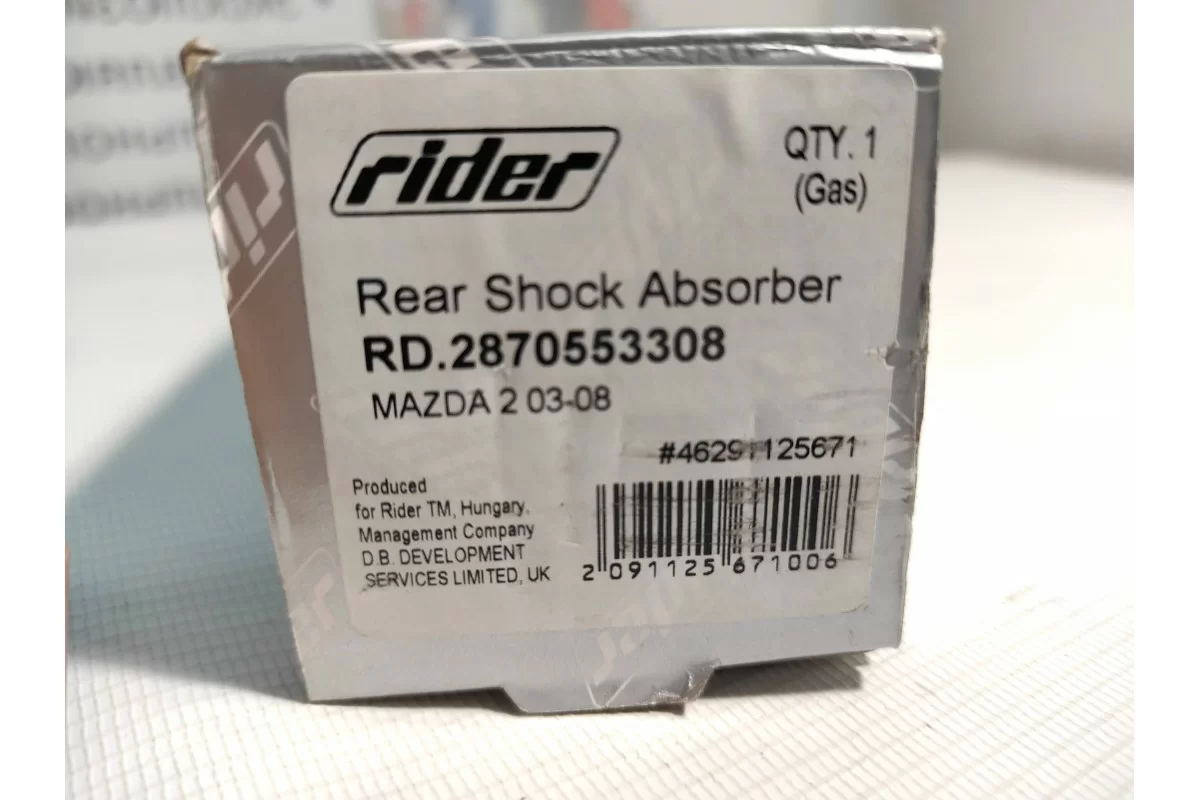 rider
QTY. 1
(Gas)
Rear Shock Absorber
RD.2870553308
MAZDA 2 03-08
#46291125671
Produced
for Rider TM, Hungary,
Management Company
D.B. DEVELOPMENT
SERVICES LIMITED, UK
2 091125 671006